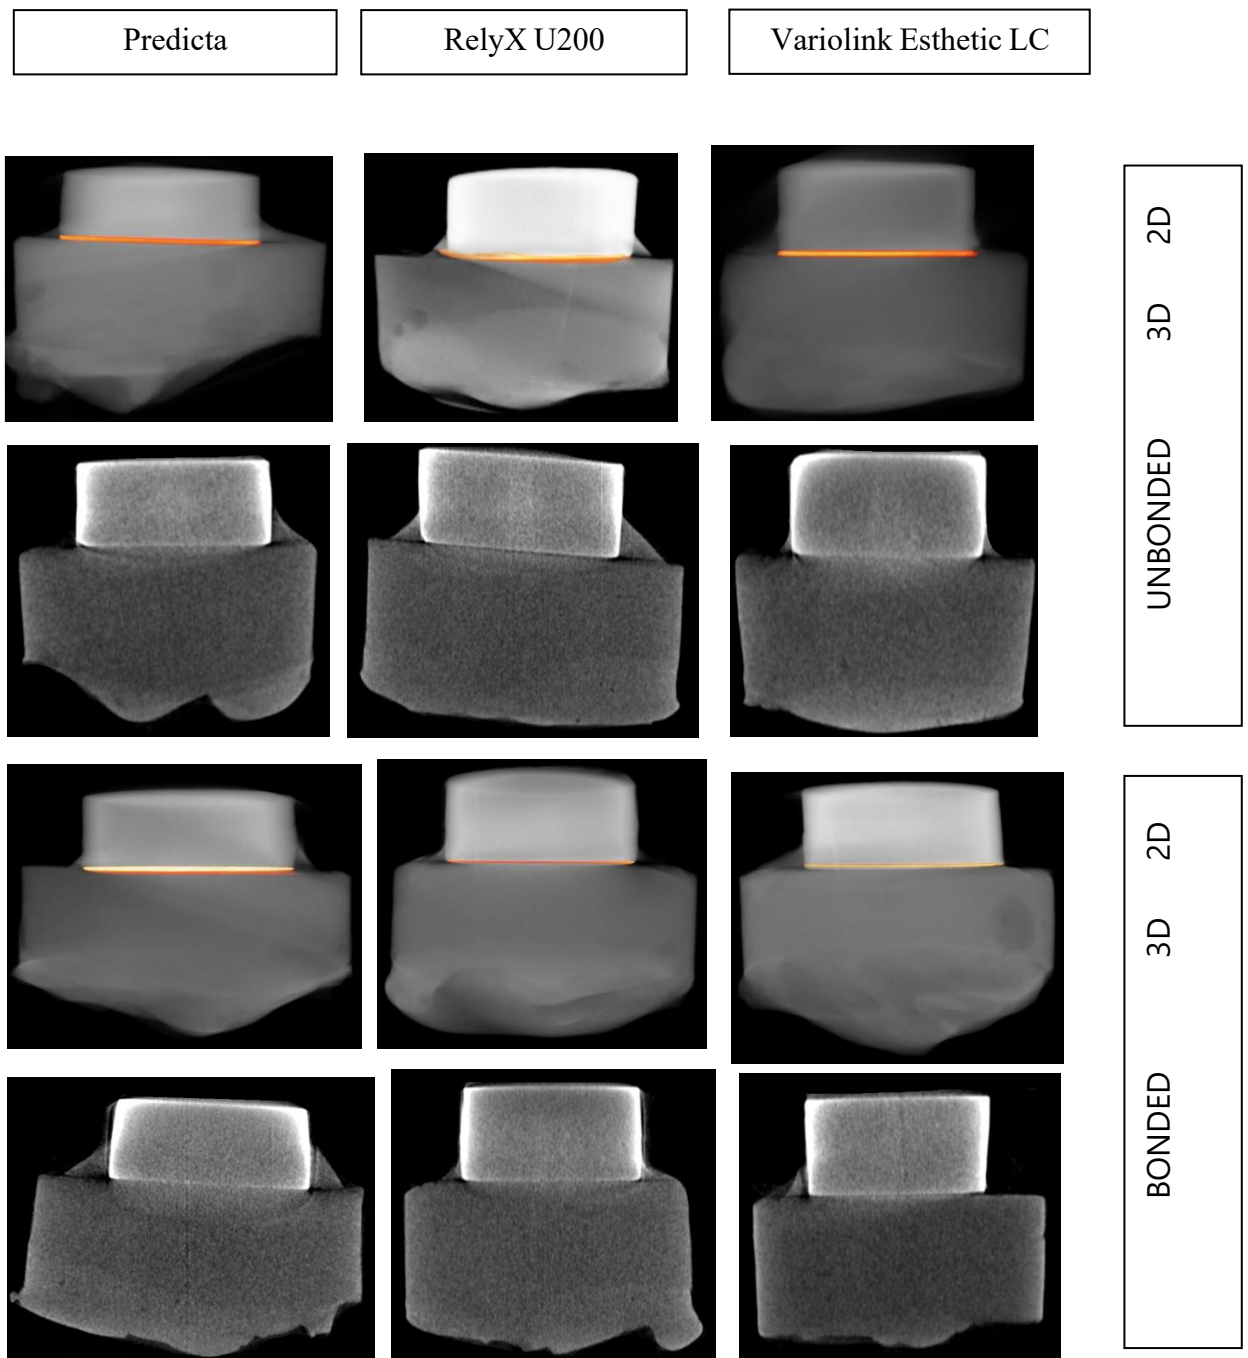 Predicta
RelyX U200
Variolink Esthetic LC
UNBONDED 3D 2D
BONDED 3D 2D